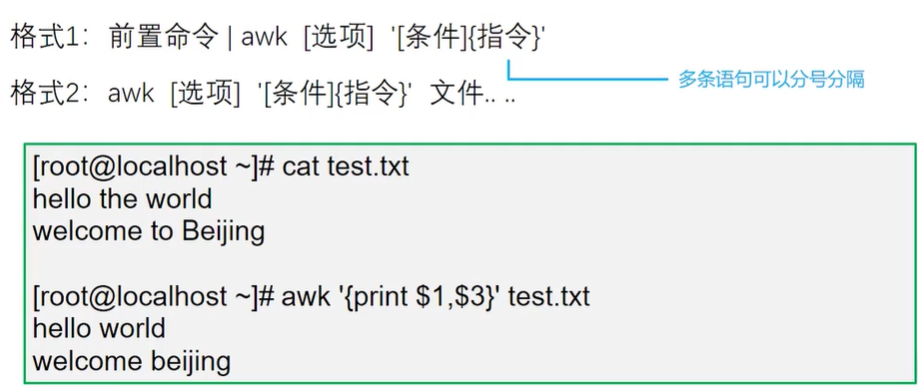 格式1：前置命令 | awk [选项] '[条件]{指令}'
多条语句可以分号分隔
格式2：awk [选项] '[条件]{指令}' 文件.. ..
[root@localhost ~]# cat test.txt
hello the world
welcome to Beijing
[root@localhost ~]# awk '{print $1,$3}' test.txt
hello world
welcome beijing